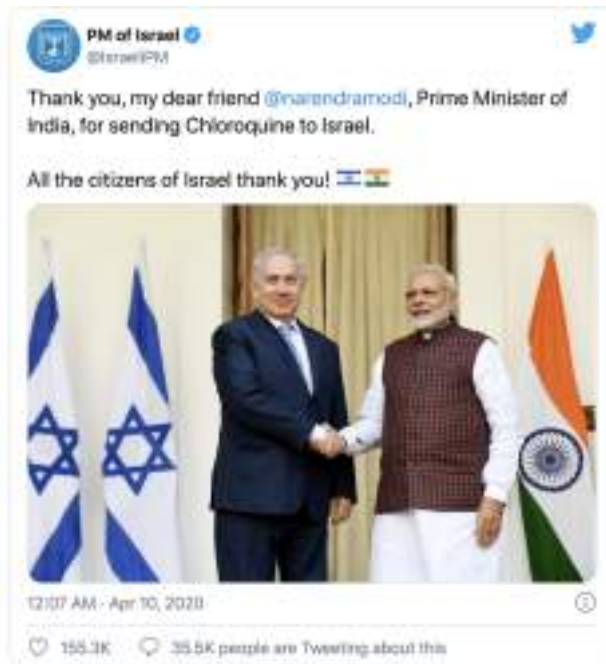 PM of Israel
@IsraeliPM
Thank you, my dear friend @narendramodi, Prime Minister of
India, for sending Chloroquine to Israel.
All the citizens of Israel thank you!
12:07 AM · Apr 10, 2020
155.3K 35.5K people are Tweeting about this